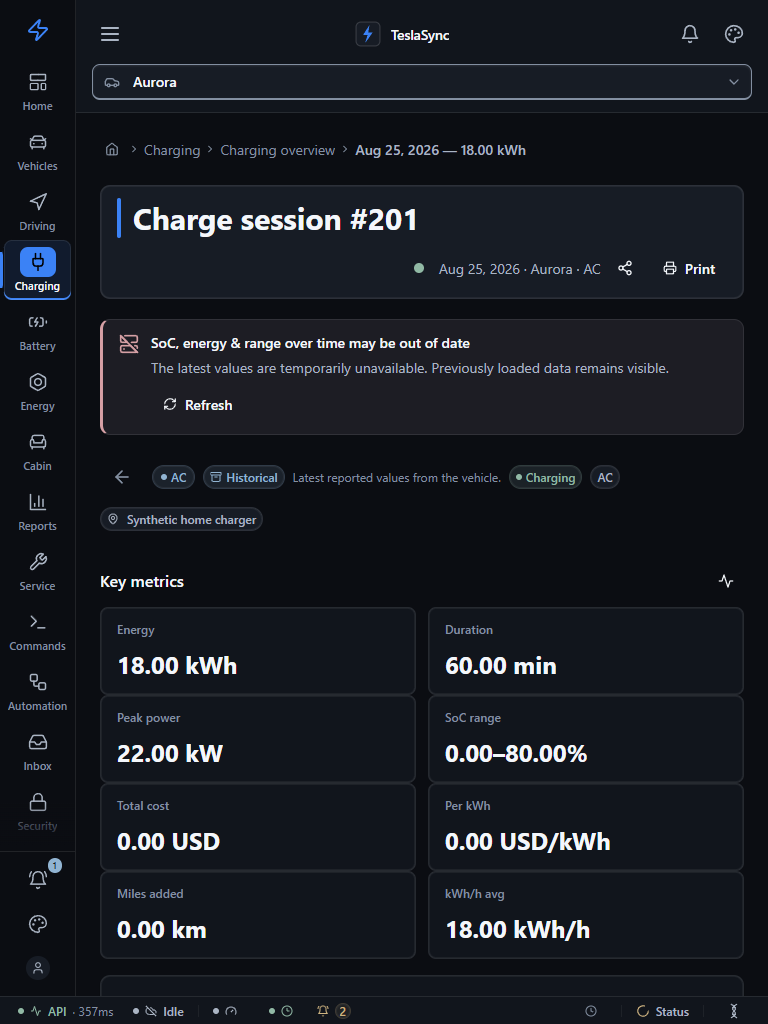 TeslaSync
Aurora
Home
Vehicles
Driving
Charging
Battery
Energy
Cabin
Reports
Service
Commands
Automation
Inbox
Security
1
Charging
Charging overview
Aug 25, 2026 — 18.00 kWh
Charge session #201
Aug 25, 2026 · Aurora · AC
Print
SoC, energy & range over time may be out of date
The latest values are temporarily unavailable. Previously loaded data remains visible.
Refresh
AC
Historical
Latest reported values from the vehicle.
Charging
AC
Synthetic home charger
Key metrics
Energy
18.00 kWh
Duration
60.00 min
Peak power
22.00 kW
SoC range
0.00–80.00%
Total cost
0.00 USD
Per kWh
0.00 USD/kWh
Miles added
0.00 km
kWh/h avg
18.00 kWh/h
API · 357ms
Idle
2
Status